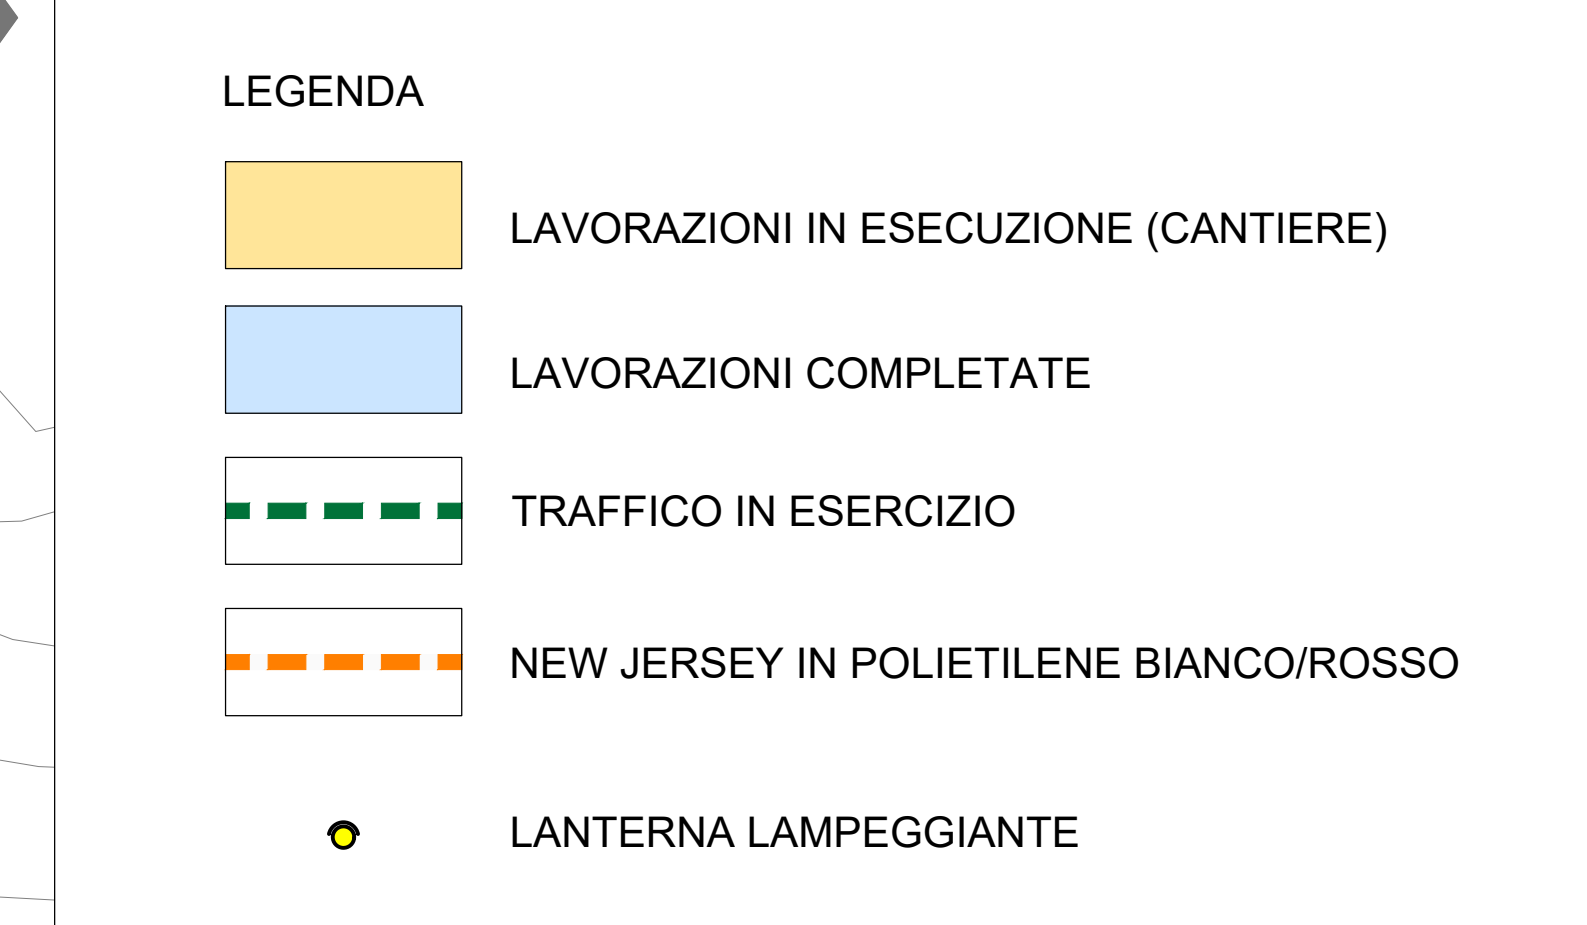 LEGENDA
LAVORAZIONI IN ESECUZIONE (CANTIERE)
LAVORAZIONI COMPLETATE
TRAFFICO IN ESERCIZIO
NEW JERSEY IN POLIETILENE BIANCO/ROSSO
LANTERNA LAMPEGGIANTE